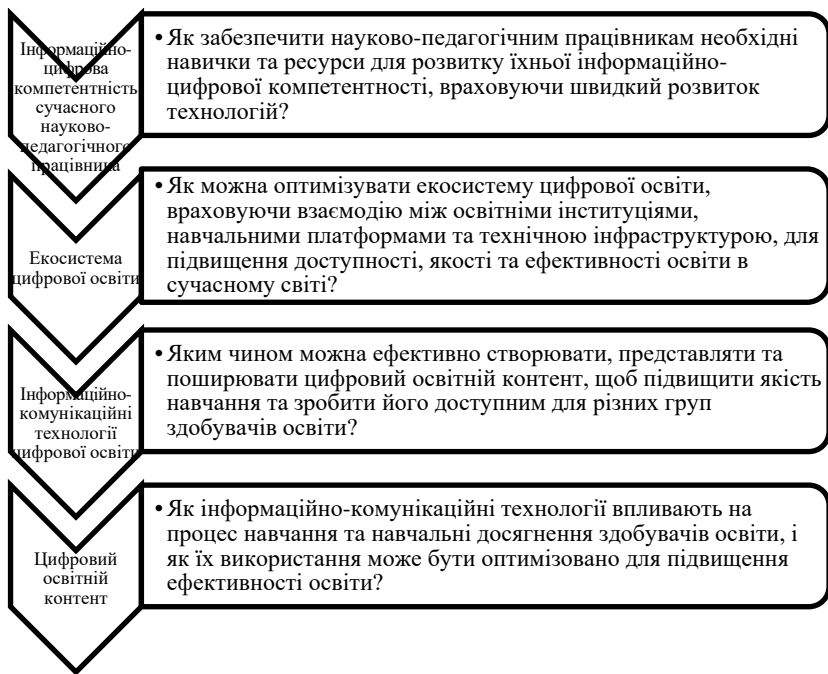 Інформаційно-
цифрова
компетентність
сучасного
науково-
педагогічного
працівника
• Як забезпечити науково-педагогічним працівникам необхідні
навички та ресурси для розвитку їхньої інформаційно-
цифрової компетентності, враховуючи швидкий розвиток
технологій?
Екосистема
цифрової освіти
• Як можна оптимізувати екосистему цифрової освіти,
враховуючи взаємодію між освітніми інституціями,
навчальними платформами та технічною інфраструктурою, для
підвищення доступності, якості та ефективності освіти в
сучасному світі?
Інформаційно-
комунікаційні
технології
цифрової освіти
• Яким чином можна ефективно створювати, представляти та
поширювати цифровий освітній контент, щоб підвищити якість
навчання та зробити його доступним для різних груп
здобувачів освіти?
Цифровий
освітній
контент
• Як інформаційно-комунікаційні технології впливають на
процес навчання та навчальні досягнення здобувачів освіти, і
як їх використання може бути оптимізовано для підвищення
ефективності освіти?